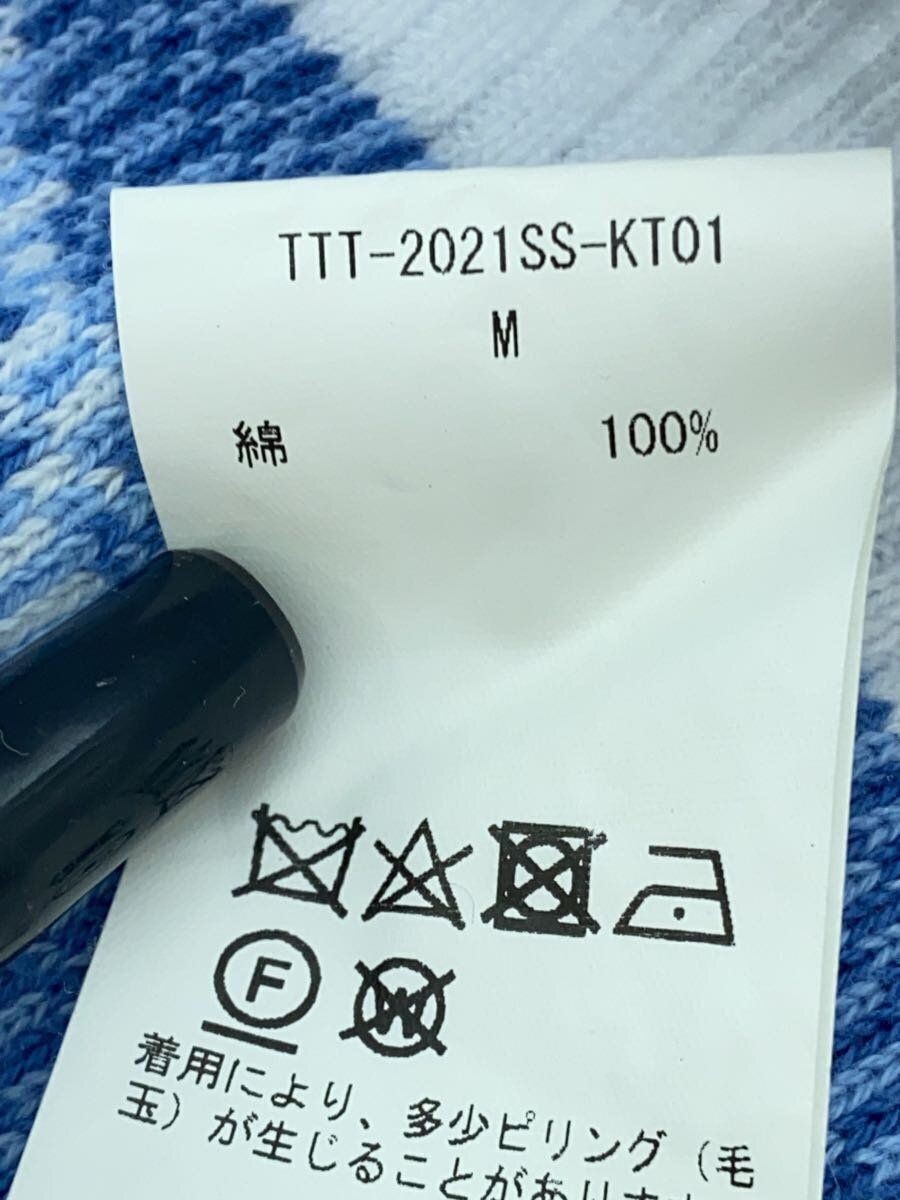 TTT-2021SS-KT01
M
綿 100%
F W
着用により、多少ピリング（毛
玉）が生じることがあります